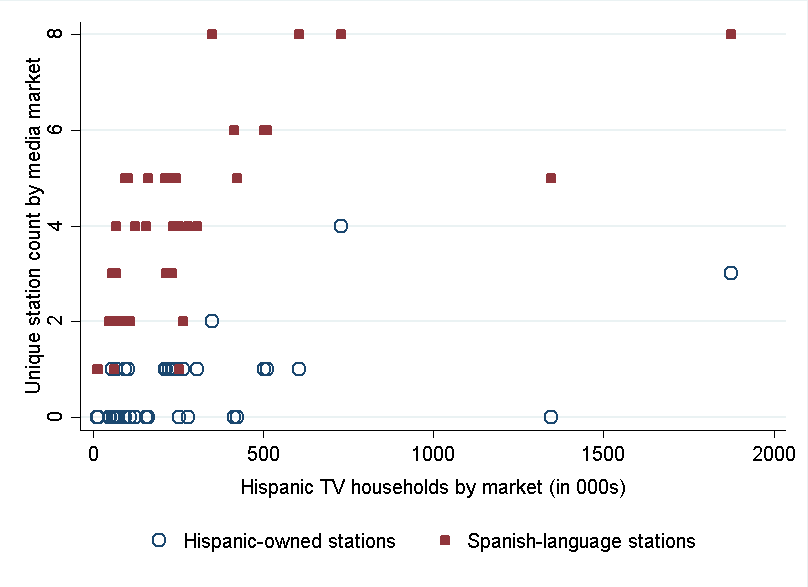 Unique station count by media market
8
6
4
2
0
0 500 1000 1500 2000
Hispanic TV households by market (in 000s)
Hispanic-owned stations Spanish-language stations